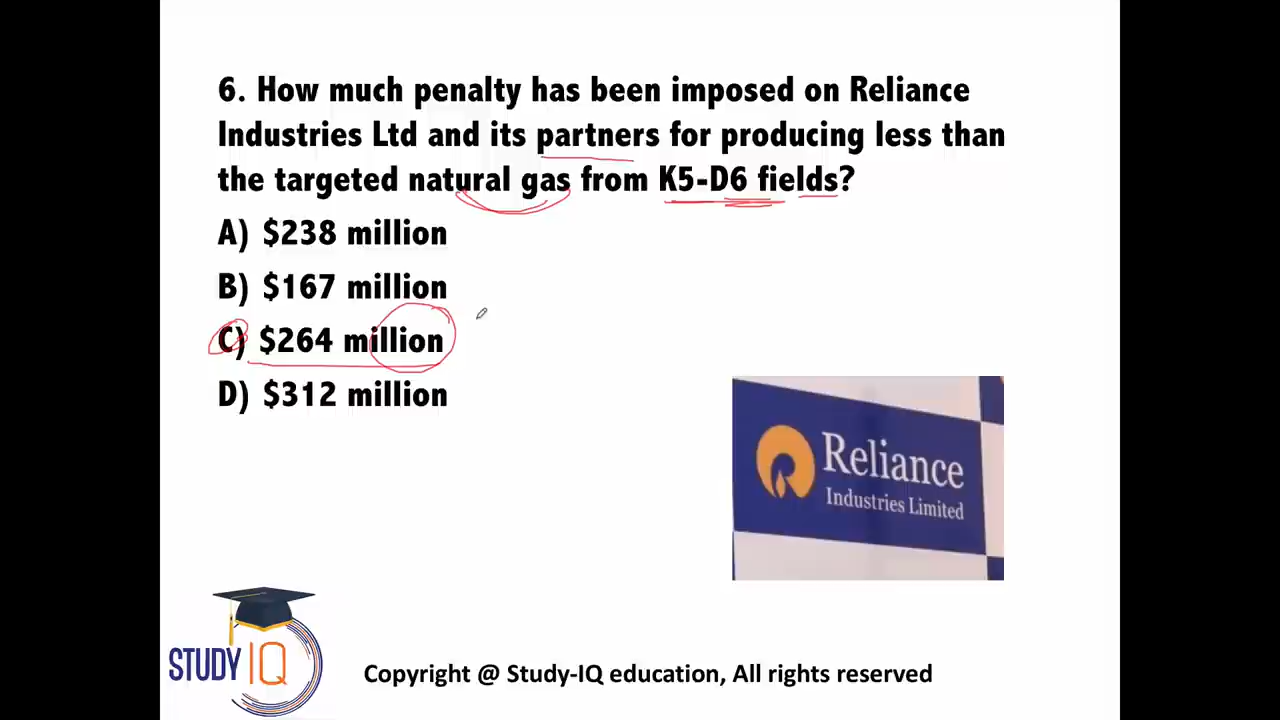 6. How much penalty has been imposed on Reliance
Industries Ltd and its partners for producing less than
the targeted natural gas from K5-D6 fields?
A) $238 million
B) $167 million
C) $264 million
D) $312 million
Reliance
Industries Limited
STUDY IQ
Copyright @ Study-IQ education, All rights reserved